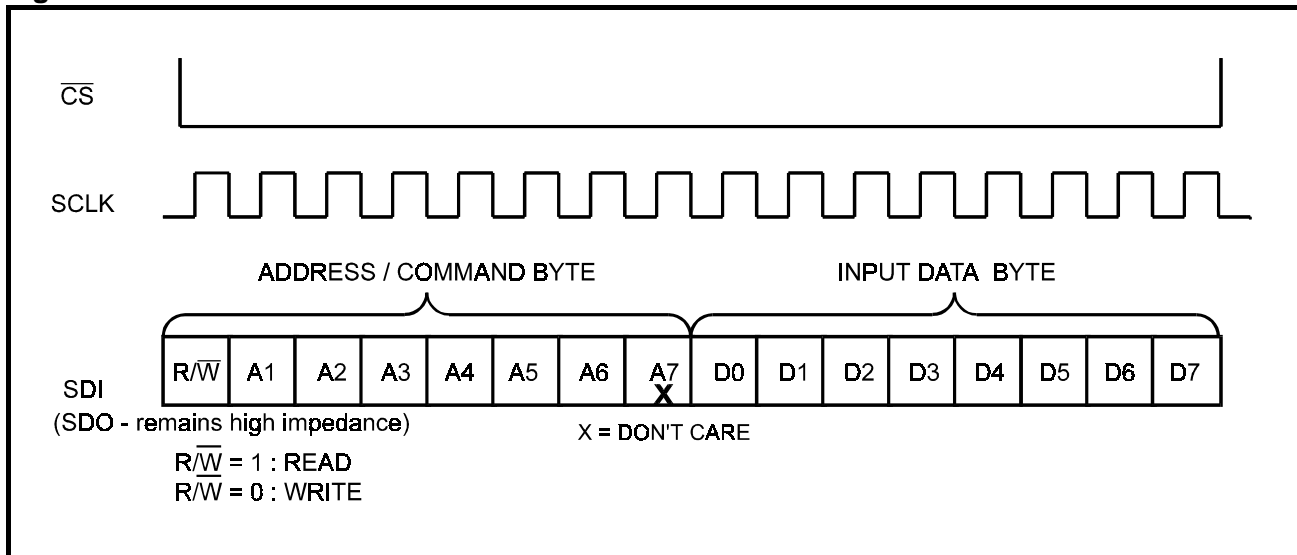 CS
SCLK
ADDRESS / COMMAND BYTE
INPUT DATA BYTE
R/W A1 A2 A3 A4 A5 A6 A7 D0 D1 D2 D3 D4 D5 D6 D7
X
SDI
(SDO - remains high impedance)
X = DON'T CARE
R/W = 1 : READ
R/W = 0 : WRITE